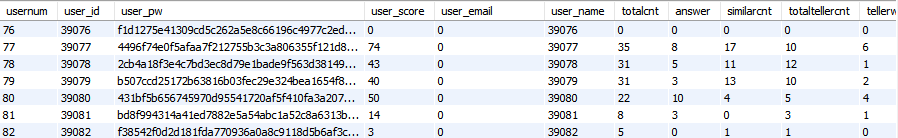 usernum user_id user_pw user_score user_email user_name totalcnt answer similarcnt totaltellercnt tellerw
76 39076 f1d1275e41309cd5c262a5e8c66196c4977c2ed... 0 0 39076 0 0 0 0 0
77 39077 4496f74e0f5afaa7f212755b3c3a806355f121d8... 74 0 39077 35 8 17 10 6
78 39078 2cb4a18f3e4c7bd3ec8d79e1bade9f563d38149... 43 0 39078 31 5 11 12 1
79 39079 b507ccd25172b63816b03fec29e324bea1654f8... 40 0 39079 31 3 13 10 2
80 39080 431bf5b656745970d95541720af5f410fa3a207... 50 0 39080 22 10 4 5 4
81 39081 bd8f994314a41ed7882e5a54abc1a52c8a6313b... 14 0 39081 8 3 0 3 1
82 39082 f38542f0d2d181fda770936a0a8c9118d5b6af3c... 3 0 39082 5 0 1 1 0